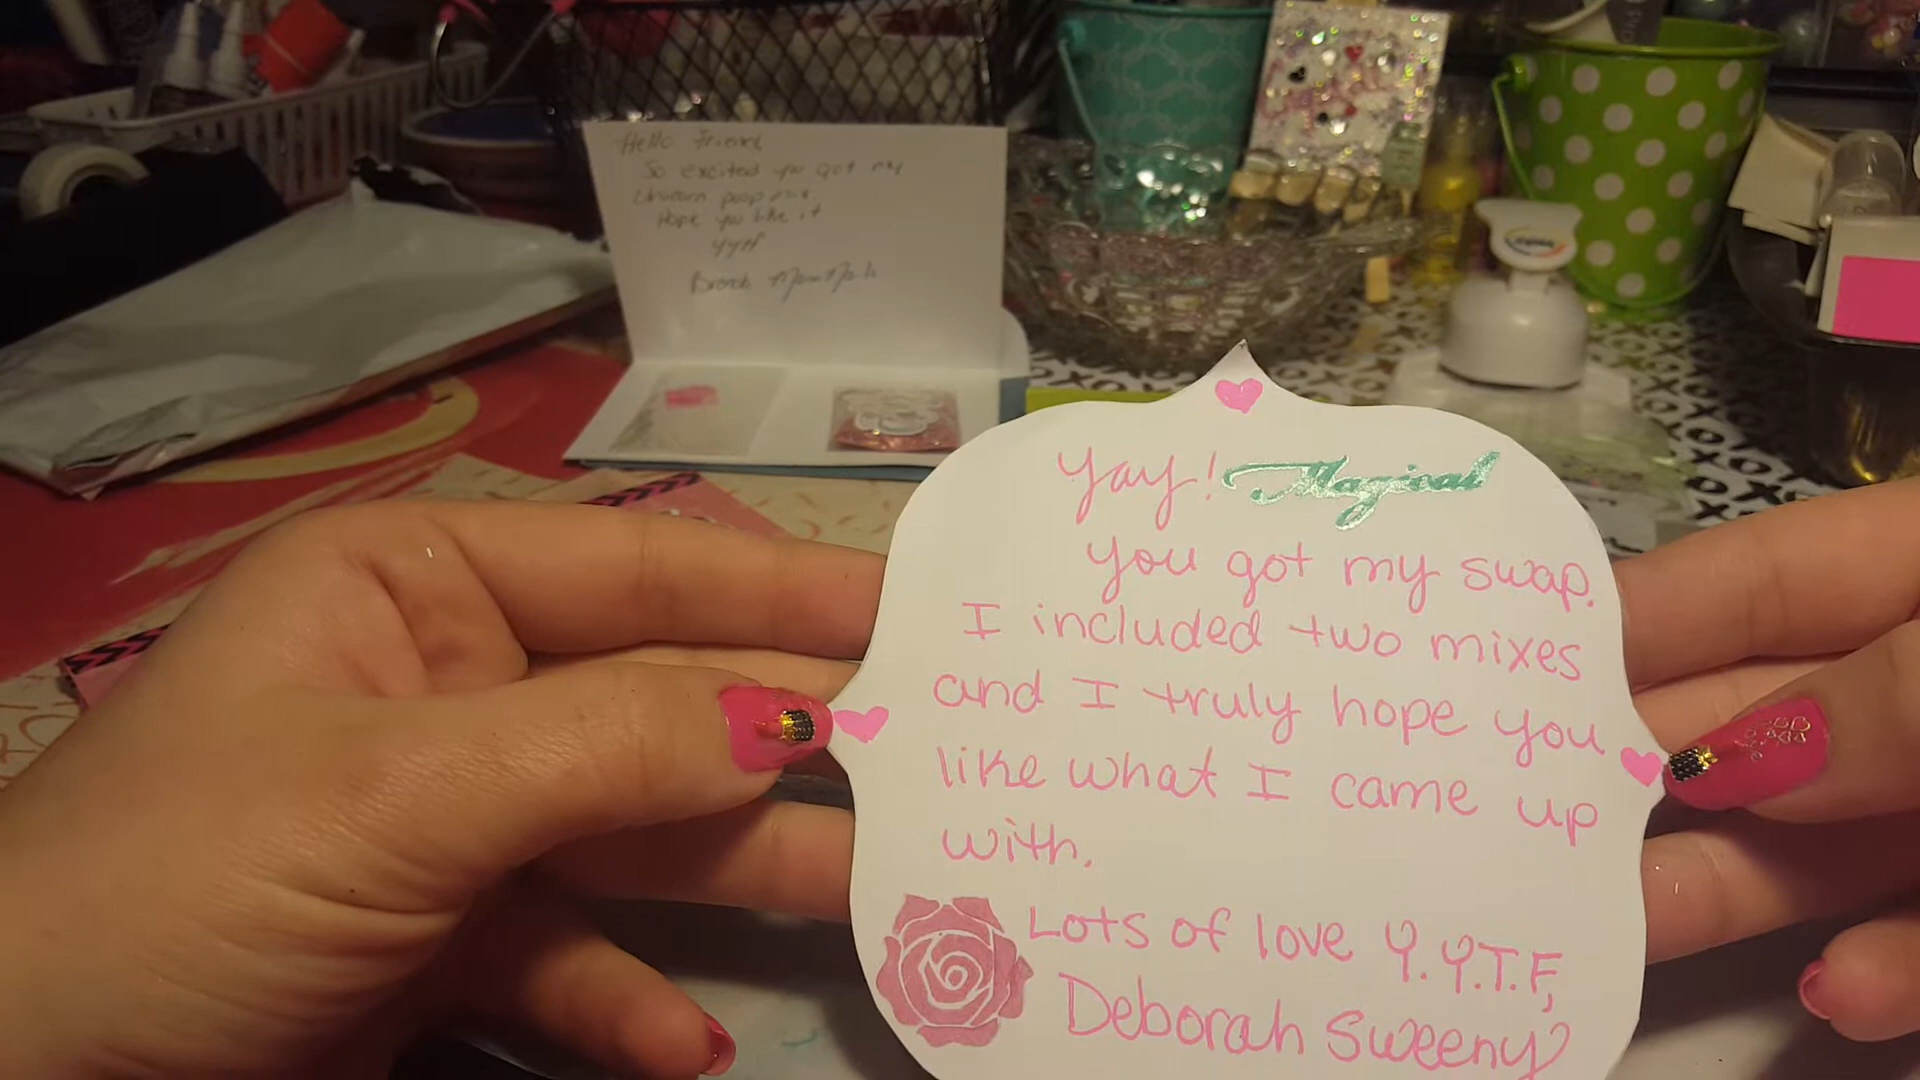 Hello Friend
So excited you got my
Unicorn poop mix
Hope you like it
yytf
Yay! Magical
you got my swap.
I included two mixes
and I truly hope you
like what I came up
with.
Lots of love Y.Y.T.F,
Deborah Sweeny